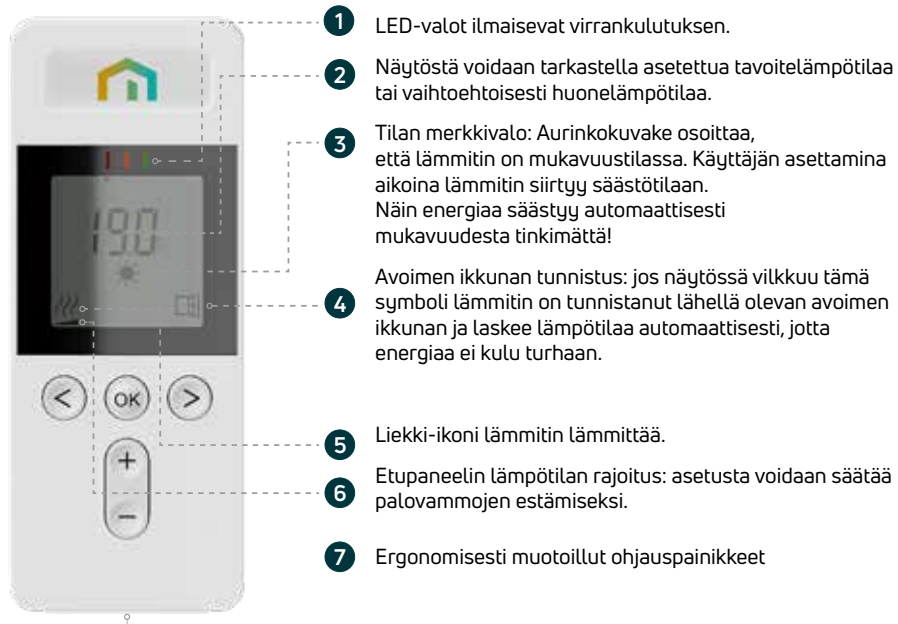 1 LED-valot ilmaisevat virrankulutuksen.
2 Näytöstä voidaan tarkastella asetettua tavoitelämpötilaa
tai vaihtoehtoisesti huonelämpötilaa.
3 Tilan merkkivalo: Aurinkokuvake osoittaa,
että lämmitin on mukavuustilassa. Käyttäjän asettamina
aikoina lämmitin siirtyy säästötilaan.
Näin energiaa säästyy automaattisesti
mukavuudesta tinkimättä!
19.0
4 Avoimen ikkunan tunnistus: jos näytössä vilkkuu tämä
symboli lämmitin on tunnistanut lähellä olevan avoimen
ikkunan ja laskee lämpötilaa automaattisesti, jotta
energiaa ei kulu turhaan.
< OK >
5 Liekki-ikoni lämmitin lämmittää.
+
6 Etupaneelin lämpötilan rajoitus: asetusta voidaan säätää
palovammojen estämiseksi.
−
7 Ergonomisesti muotoillut ohjauspainikkeet